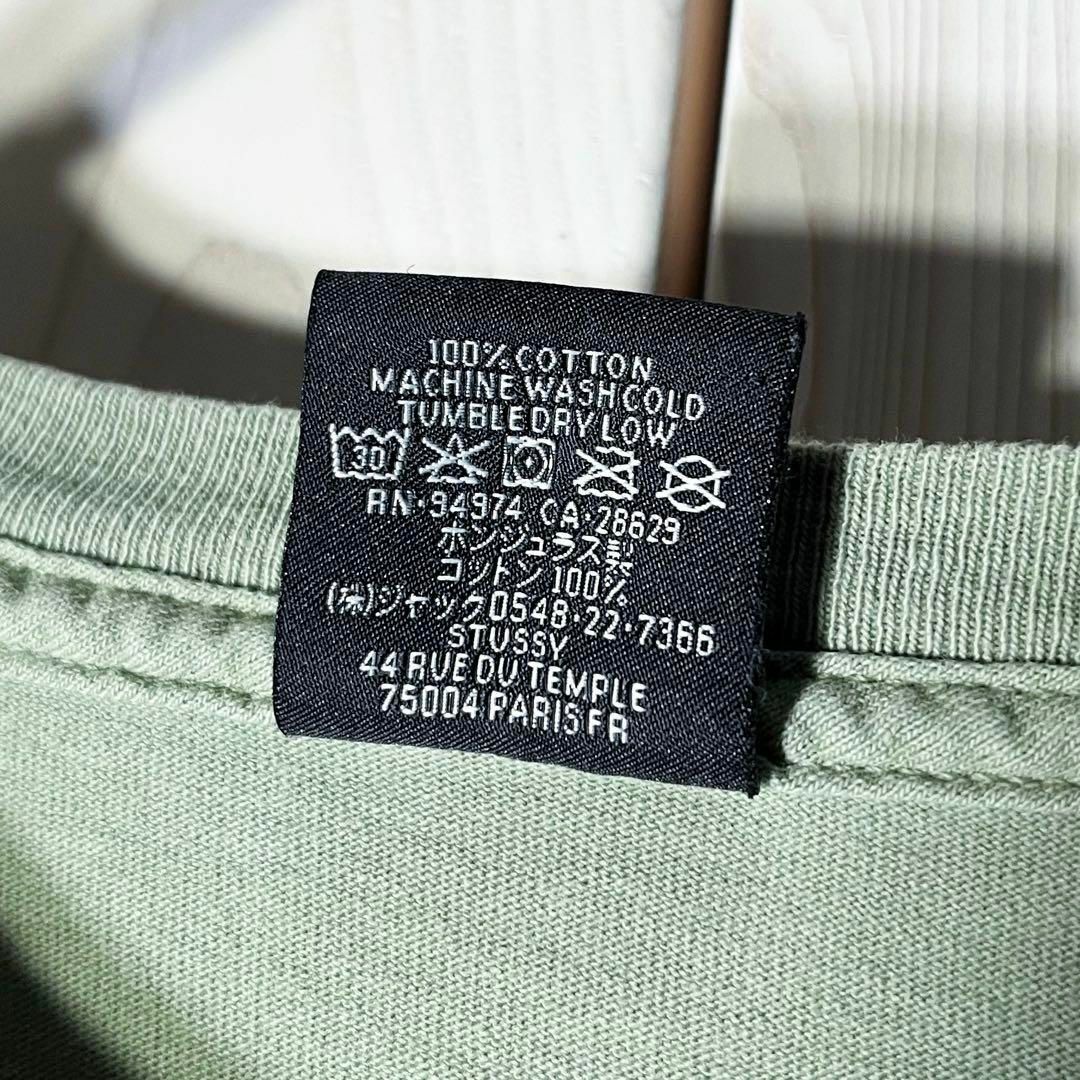 100% COTTON
MACHINE WASH COLD
TUMBLE DRY LOW
30
RN·94974 CA·28629
ホンジュラス製
コットン100%
(株)ジャック0548·22·7366
STUSSY
44 RUE DU TEMPLE
75004 PARIS FR